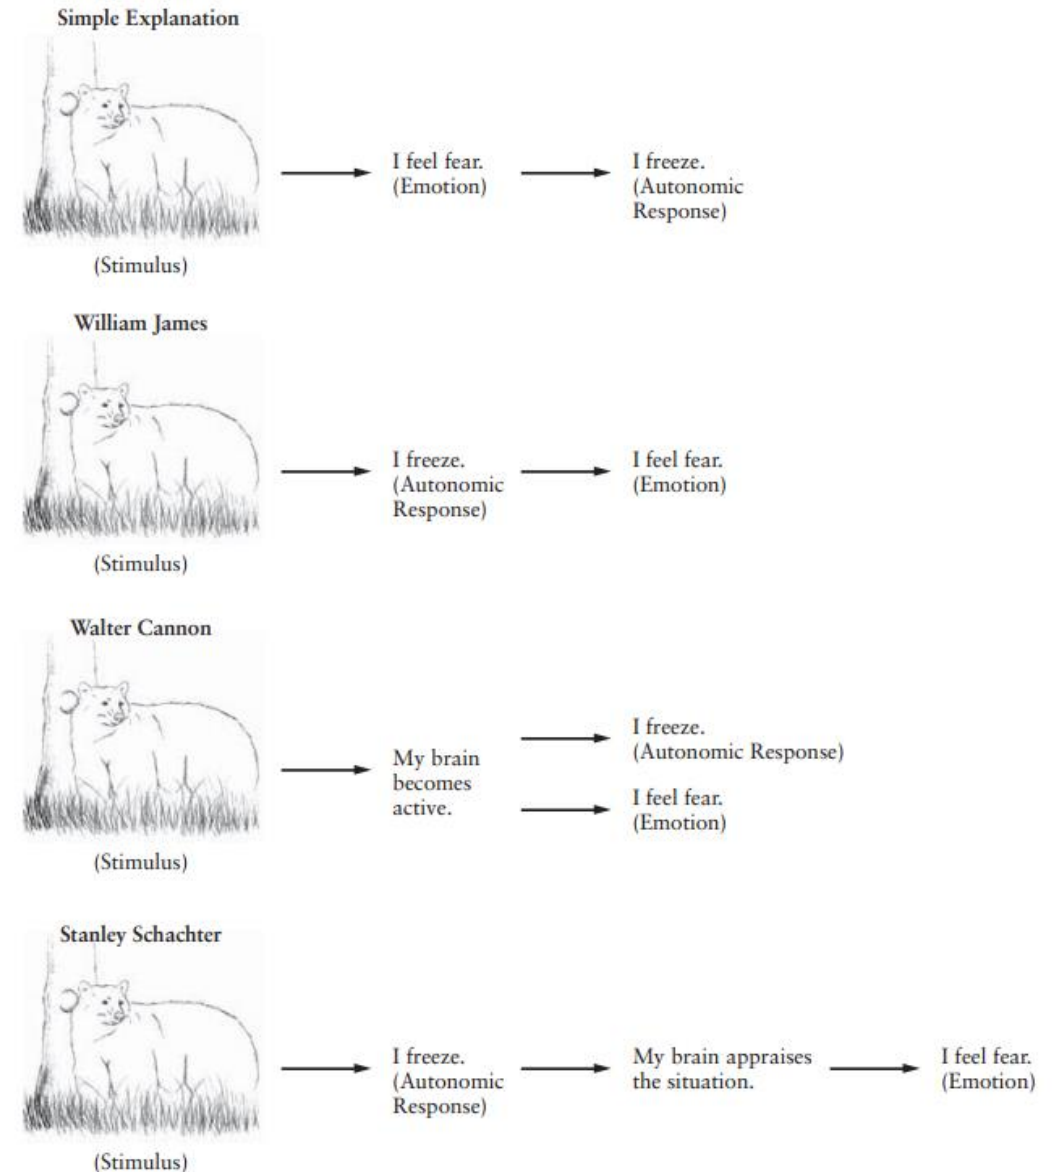 Simple Explanation
I feel fear.
(Emotion)
I freeze.
(Autonomic
Response)
(Stimulus)
William James
I freeze.
(Autonomic
Response)
I feel fear.
(Emotion)
(Stimulus)
Walter Cannon
My brain
becomes
active.
I freeze.
(Autonomic Response)
I feel fear.
(Emotion)
(Stimulus)
Stanley Schachter
I freeze.
(Autonomic
Response)
My brain appraises
the situation.
I feel fear.
(Emotion)
(Stimulus)